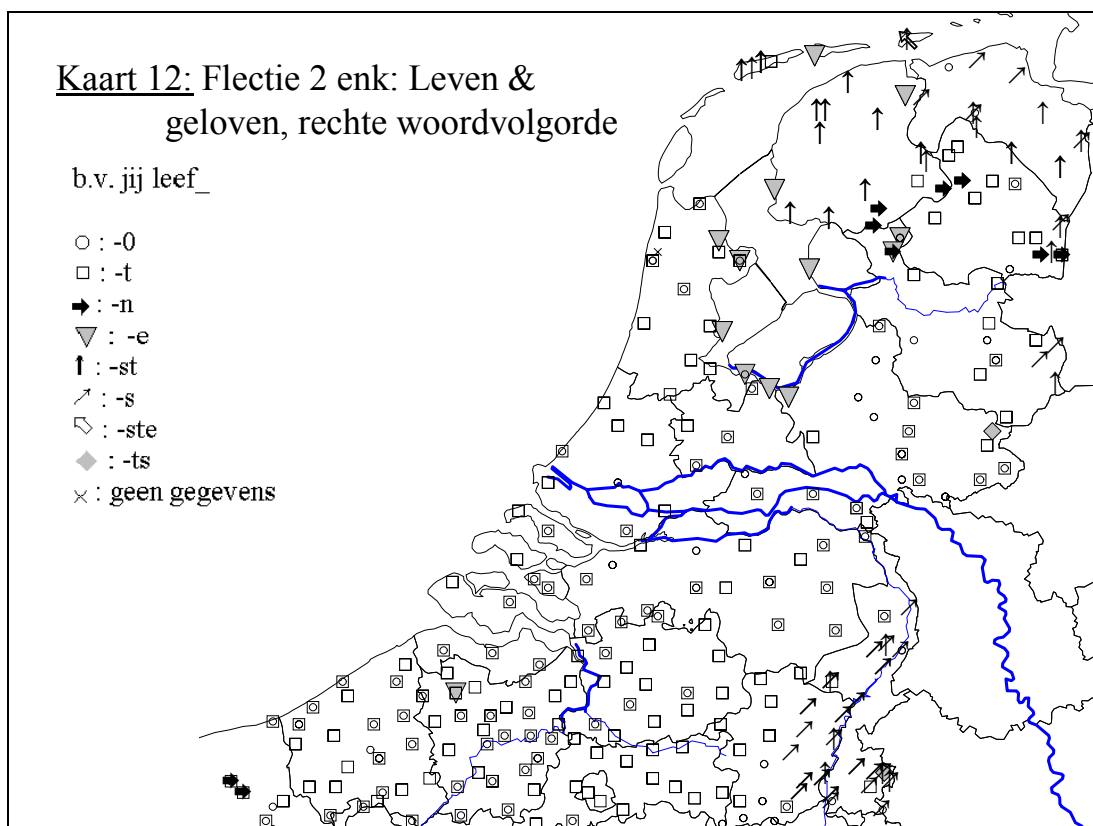 Kaart 12: Flectie 2 enk: Leven &
geloven, rechte woordvolgorde
b.v. jij leef_
: -0
: -t
: -n
: -e
: -st
: -s
: -ste
: -ts
: geen gegevens